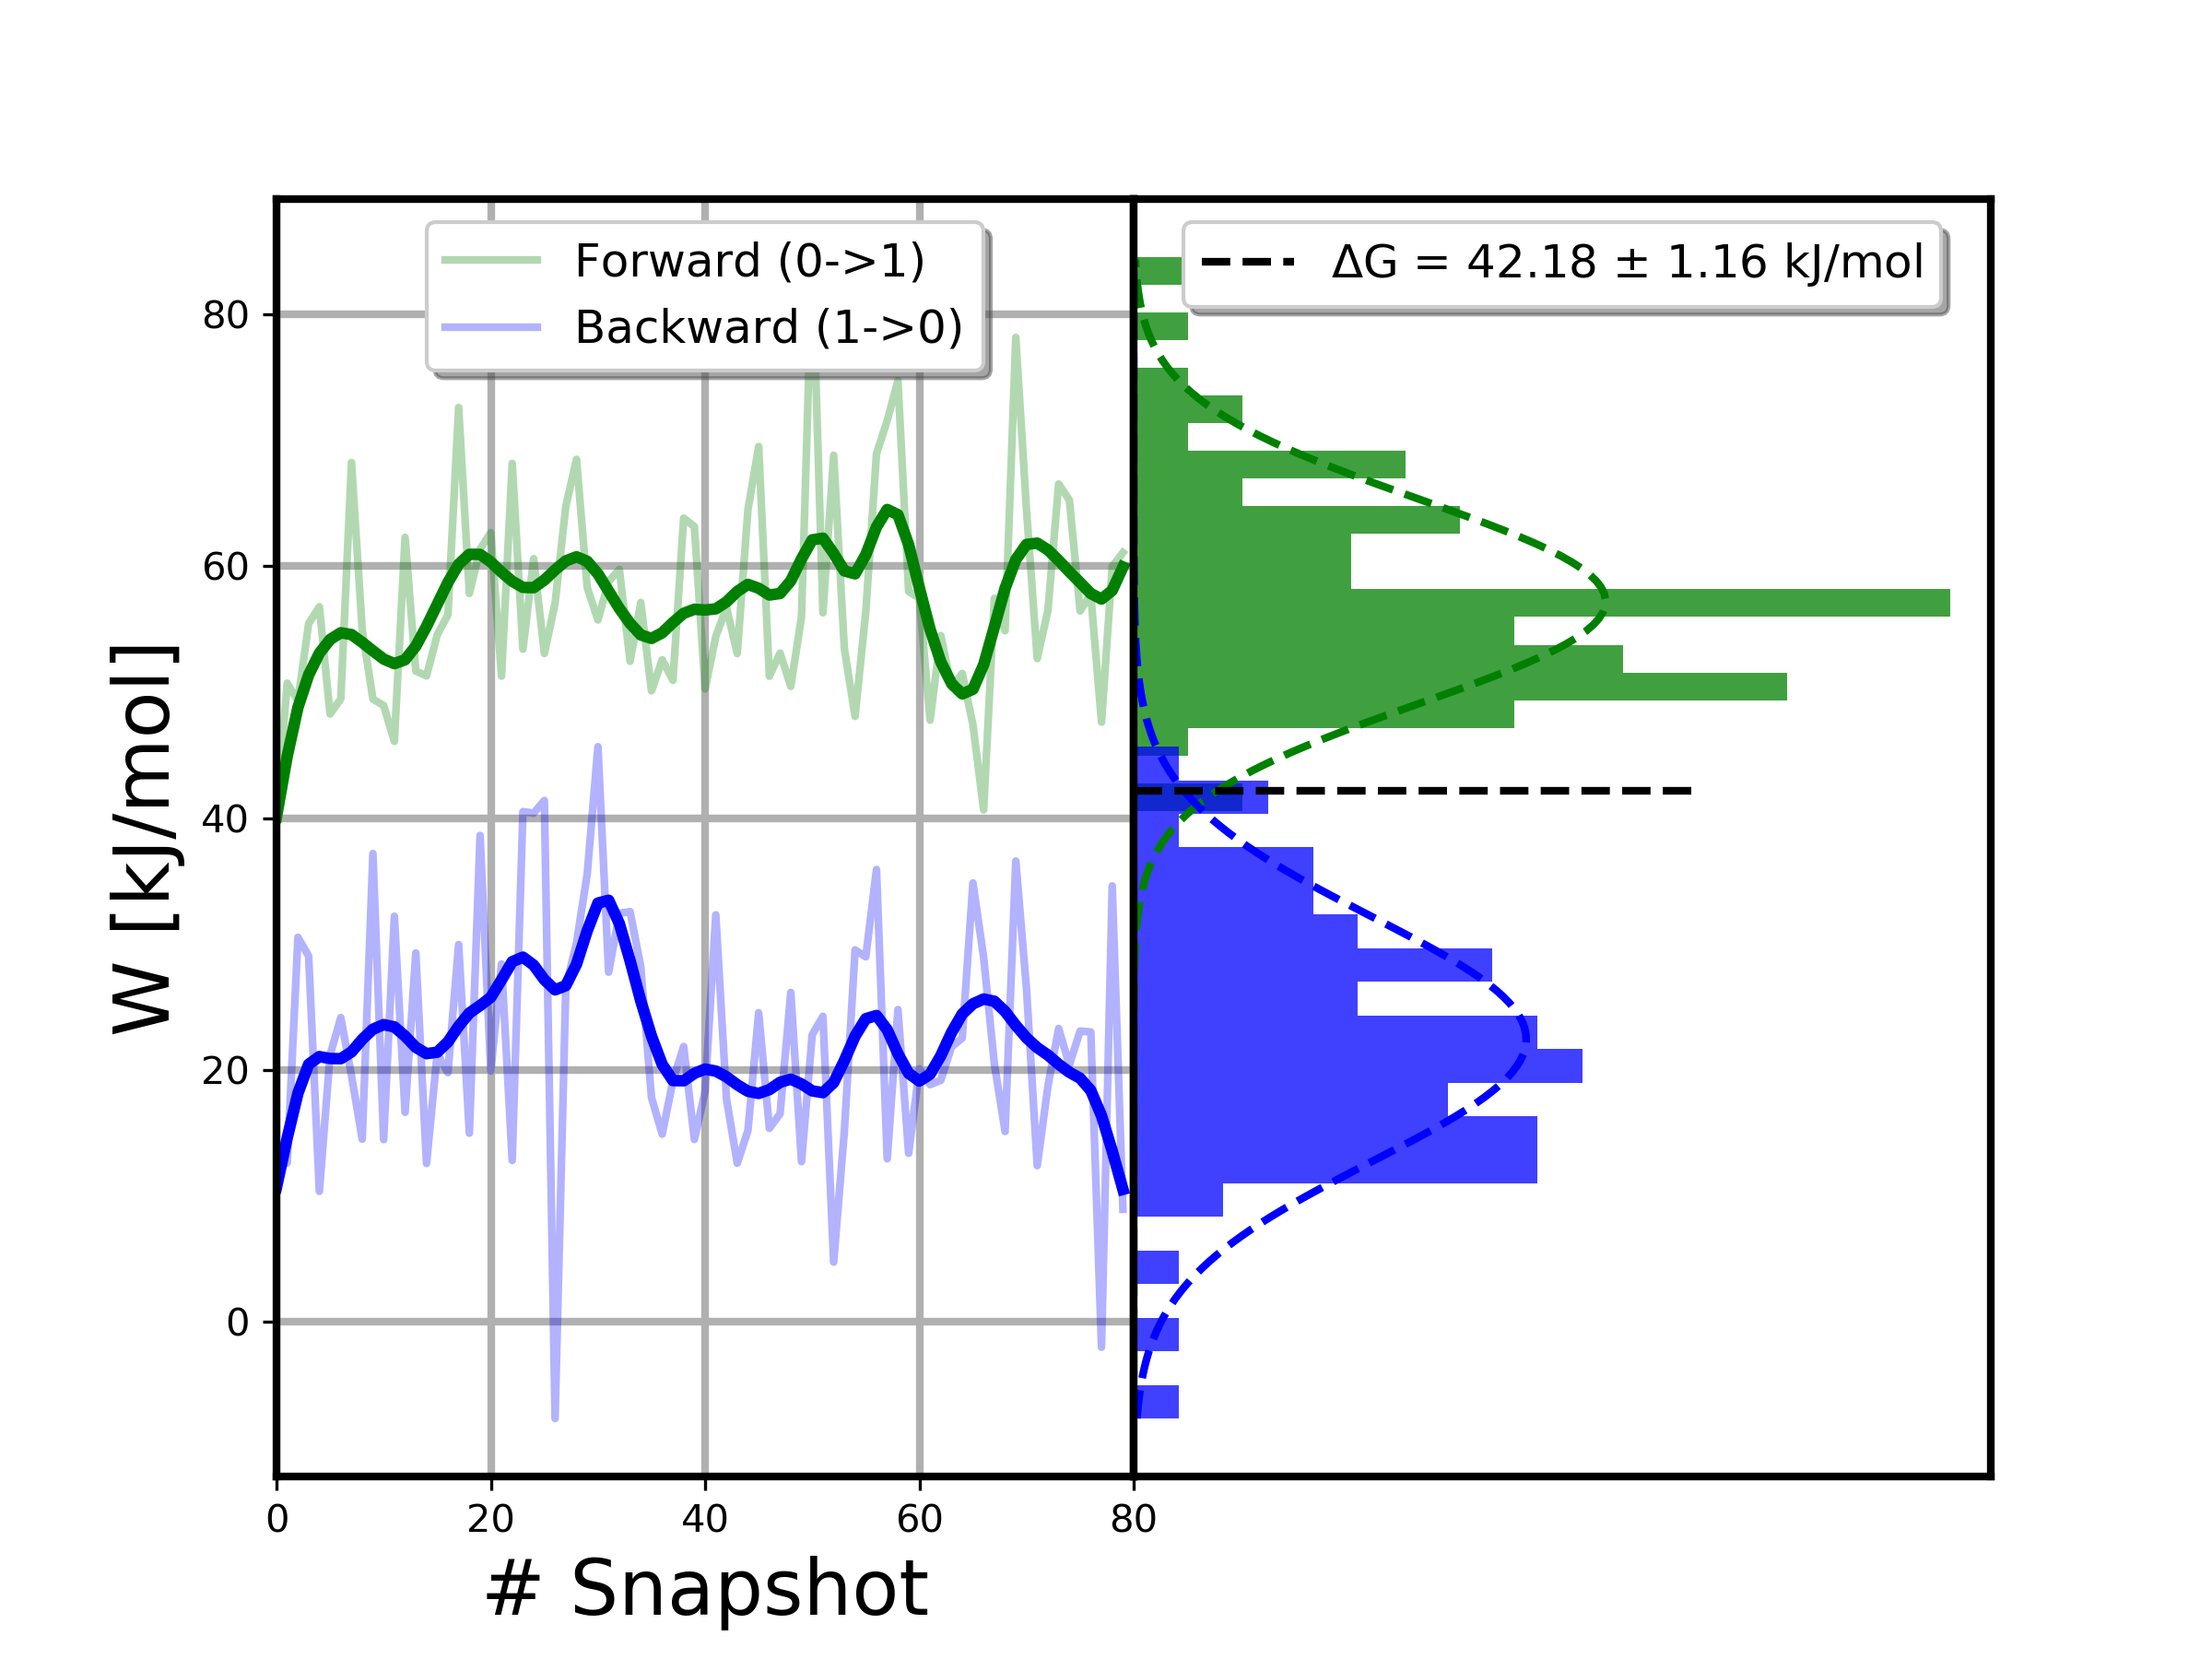 Forward (0->1)
Backward (1->0)
ΔG = 42.18 ± 1.16 kJ/mol
80
60
40
20
0
W [kJ/mol]
0 20 40 60 80
# Snapshot